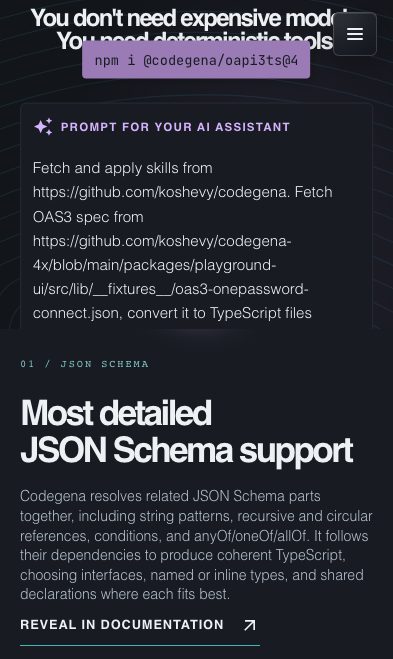 You don't need expensive
You need deterministic tools
npm i @codegena/oapi3ts@4
PROMPT FOR YOUR AI ASSISTANT
Fetch and apply skills from
https://github.com/koshevy/codegena. Fetch
OAS3 spec from
https://github.com/koshevy/codegena-
4x/blob/main/packages/playground-
ui/src/lib/__fixtures__/oas3-onepassword-
connect.json, convert it to TypeScript files
01 / JSON SCHEMA
Most detailed
JSON Schema support
Codegena resolves related JSON Schema parts
together, including string patterns, recursive and circular
references, conditions, and anyOf/oneOf/allOf. It follows
their dependencies to produce coherent TypeScript,
choosing interfaces, named or inline types, and shared
declarations where each fits best.
REVEAL IN DOCUMENTATION